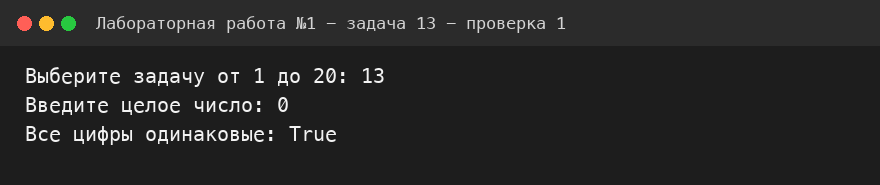 Лабораторная работа №1 — задача 13 — проверка 1
Выберите задачу от 1 до 20: 13
Введите целое число: 0
Все цифры одинаковые: True